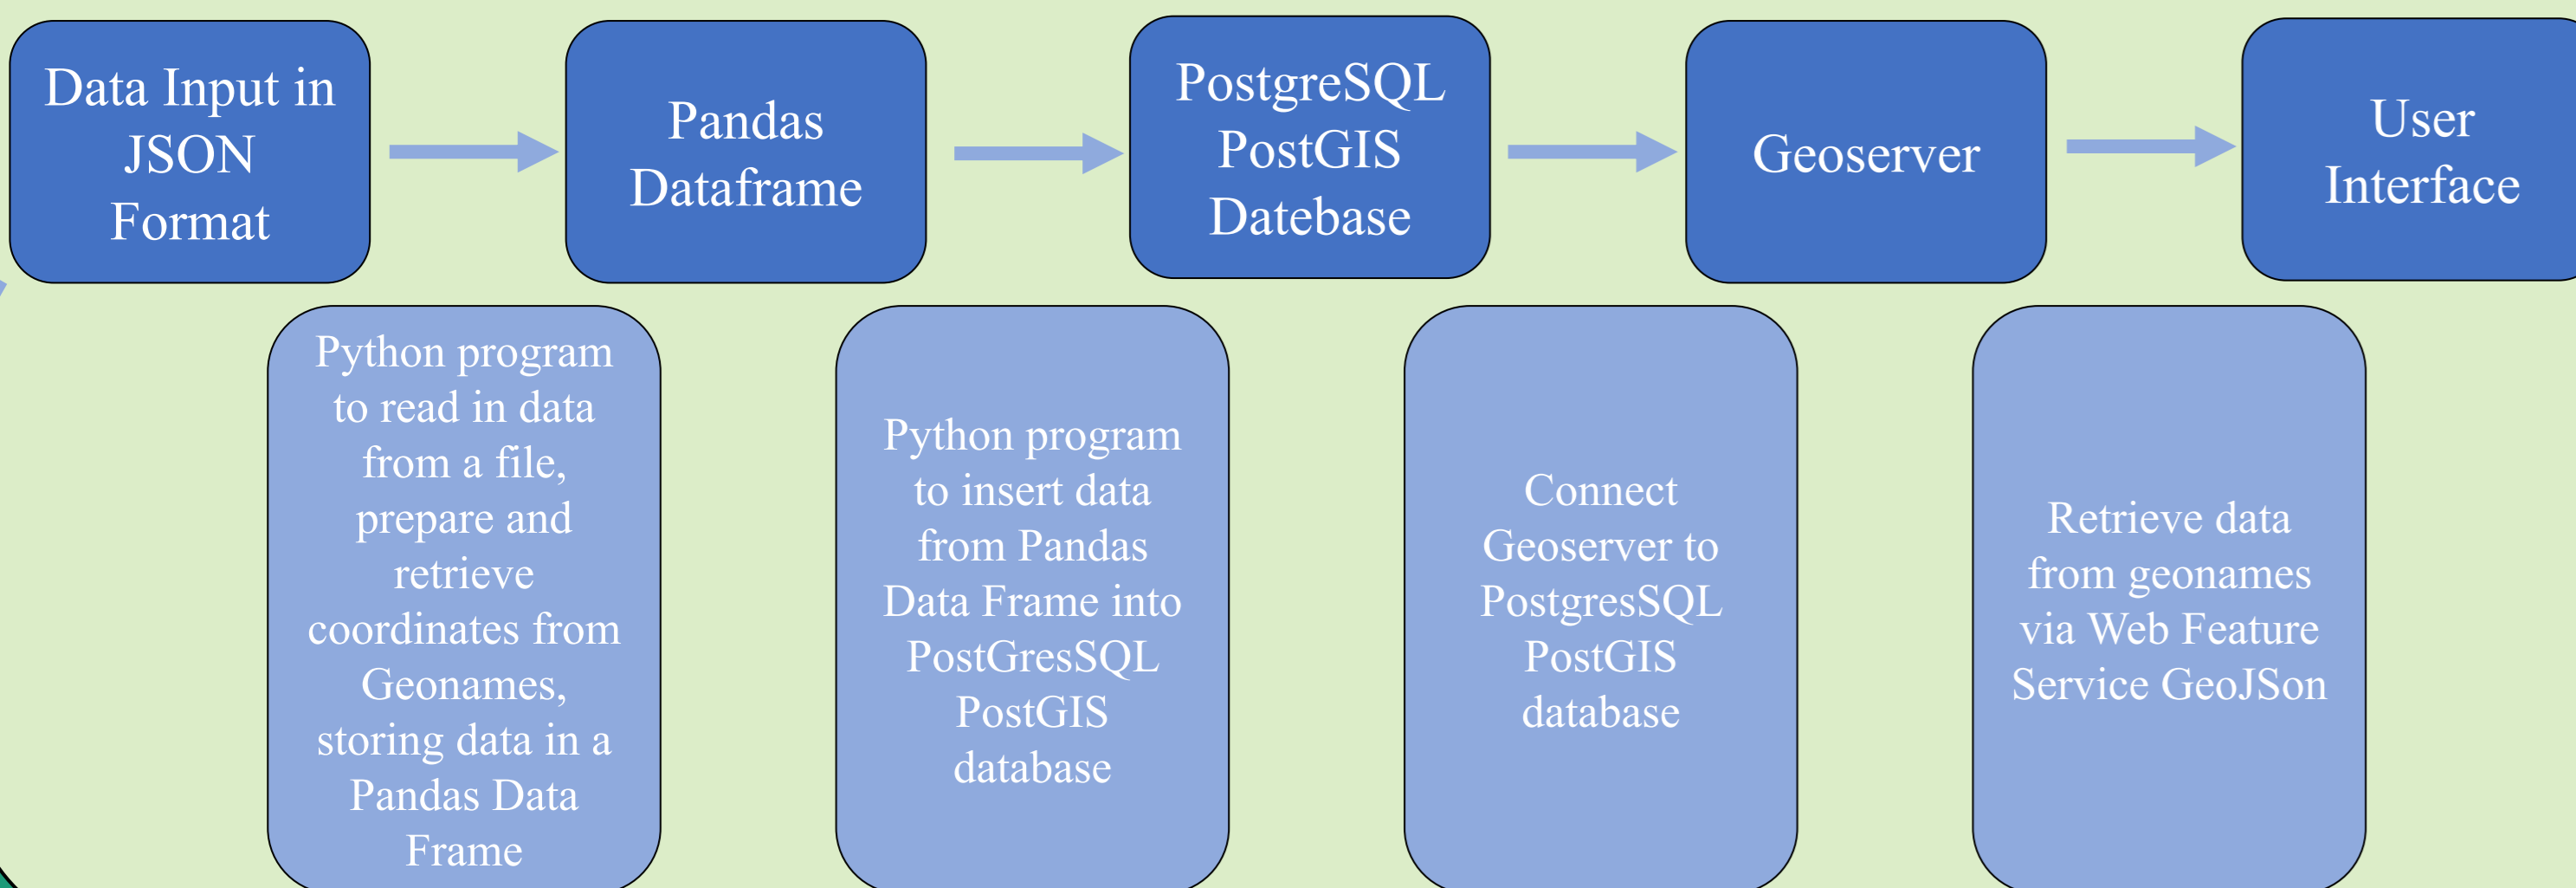 Data Input in
JSON
Format
Pandas
Dataframe
PostgreSQL
PostGIS
Datebase
Geoserver
User
Interface
Python program
to read in data
from a file,
prepare and
retrieve
coordinates from
Geonames,
storing data in a
Pandas Data
Frame
Python program
to insert data
from Pandas
Data Frame into
PostGresSQL
PostGIS
database
Connect
Geoserver to
PostgresSQL
PostGIS
database
Retrieve data
from geonames
via Web Feature
Service GeoJSon